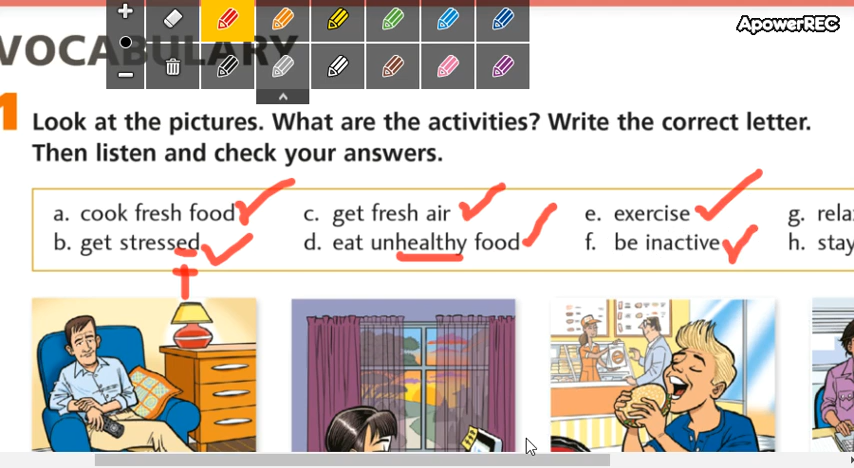 ApowerREC
VOCABULARY
1
Look at the pictures. What are the activities? Write the correct letter.
Then listen and check your answers.
a. cook fresh food c. get fresh air e. exercise g. rela
b. get stressed d. eat unhealthy food f. be inactive h. stay
t